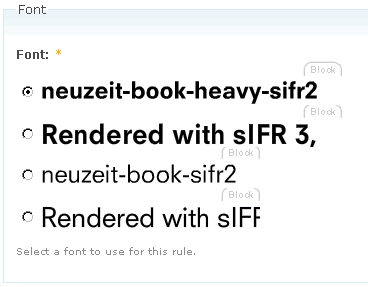 Font
Font: *
Block
neuzeit-book-heavy-sifr2
Block
Rendered with sIFR 3,
Block
neuzeit-book-sifr2
Block
Rendered with sIFF
Select a font to use for this rule.